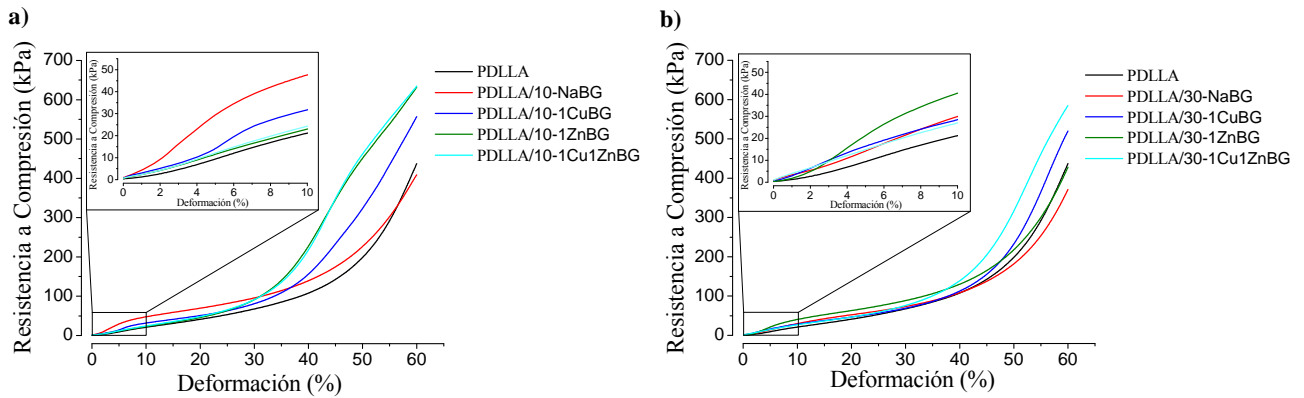 a)
Resistencia a Compresión (kPa)
700
600
500
400
300
200
100
0
0 10 20 30 40 50 60
Deformación (%)
Resistencia a Compresión (kPa)
50
40
30
20
10
0
0 2 4 6 8 10
Deformación (%)
PDLLA
PDLLA/10-NaBG
PDLLA/10-1CuBG
PDLLA/10-1ZnBG
PDLLA/10-1Cu1ZnBG
b)
Resistencia a Compresión (kPa)
700
600
500
400
300
200
100
0
0 10 20 30 40 50 60
Deformación (%)
Resistencia a Compresión (kPa)
50
40
30
20
10
0
0 2 4 6 8 10
Deformación (%)
PDLLA
PDLLA/30-NaBG
PDLLA/30-1CuBG
PDLLA/30-1ZnBG
PDLLA/30-1Cu1ZnBG